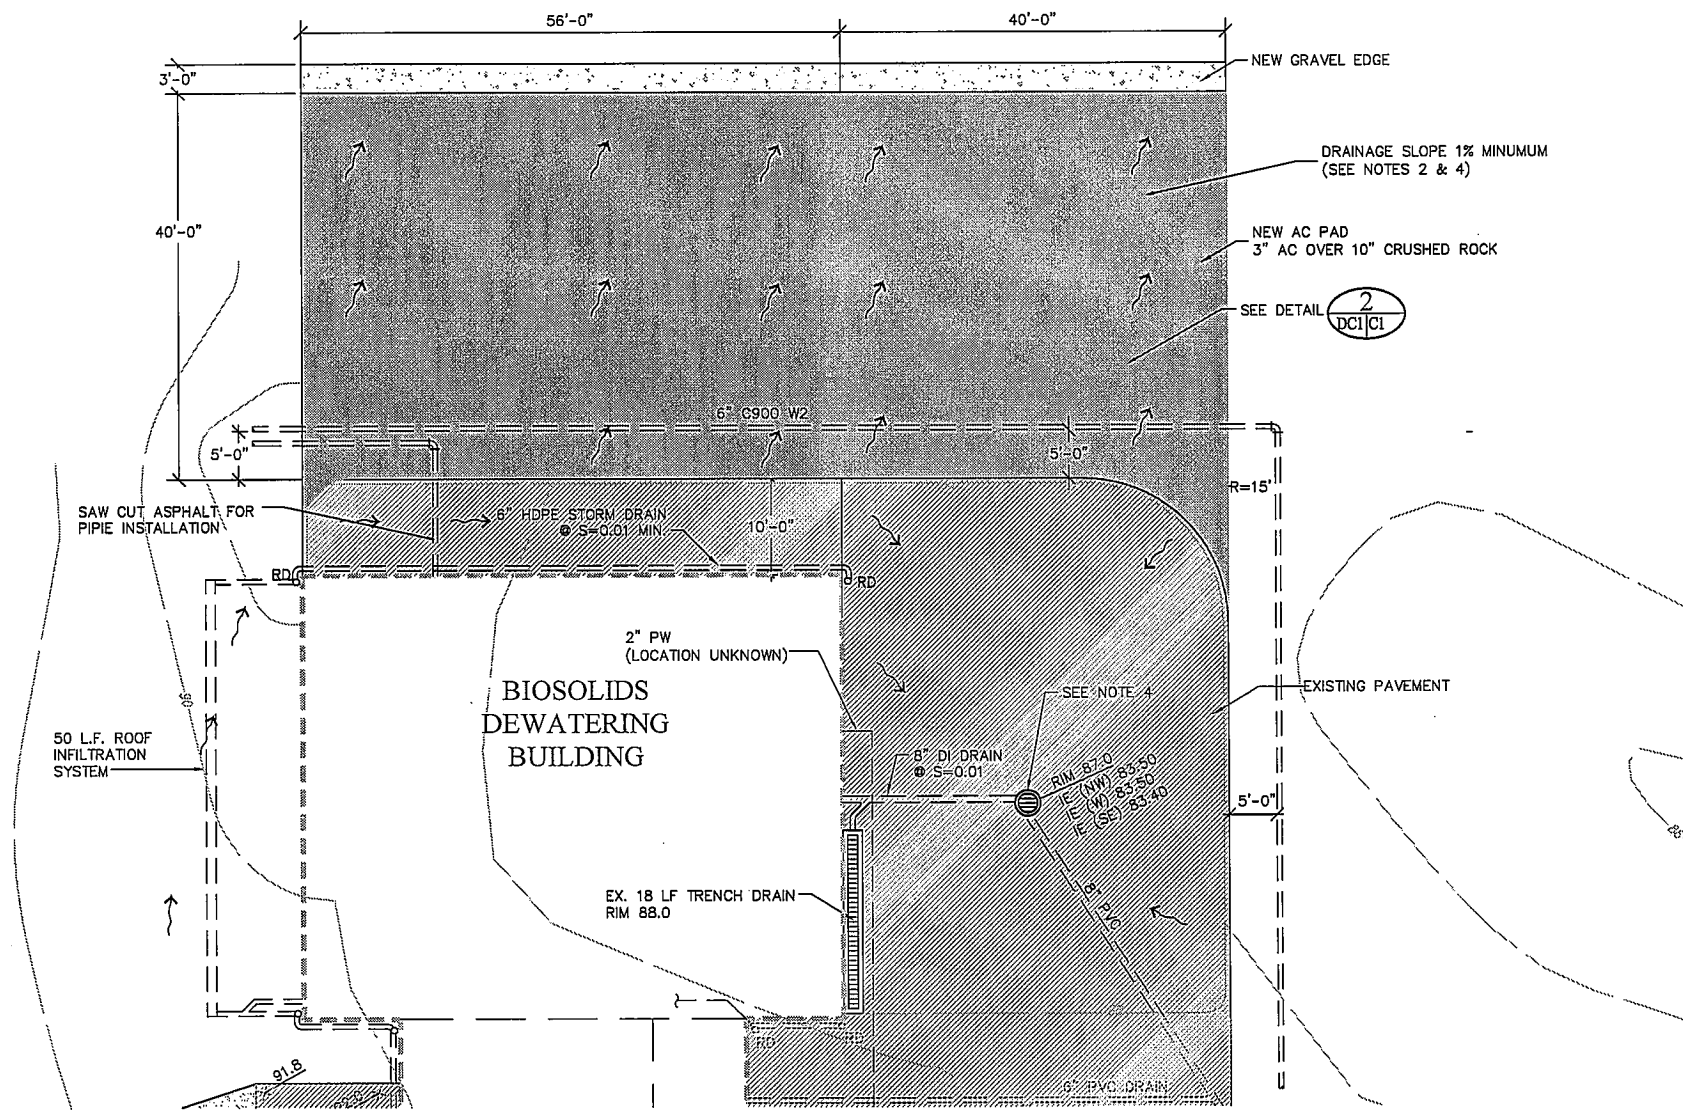 56'-0"
40'-0"
3'-0"
NEW GRAVEL EDGE
DRAINAGE SLOPE 1% MINUMUM
(SEE NOTES 2 & 4)
40'-0"
NEW AC PAD
3" AC OVER 10" CRUSHED ROCK
SEE DETAIL
2
DC1 C1
6" C900 W2
5'-0"
5'-0"
R=15'
SAW CUT ASPHALT FOR
PIPIE INSTALLATION
6" HDPE STORM DRAIN
@ S=0.01 MIN.
10'-0"
RD
RD
2" PW
(LOCATION UNKNOWN)
BIOSOLIDS
DEWATERING
BUILDING
SEE NOTE 4
EXISTING PAVEMENT
90
50 L.F. ROOF
INFILTRATION
SYSTEM
8" DI DRAIN
@ S=0.01
RIM 87.0
IE (NW) 83.50
IE (W) 83.50
IE (SE) 83.40
5'-0"
EX. 18 LF TRENCH DRAIN
RIM 88.0
8" PVC
RD
91.8
6" PVC DRAIN